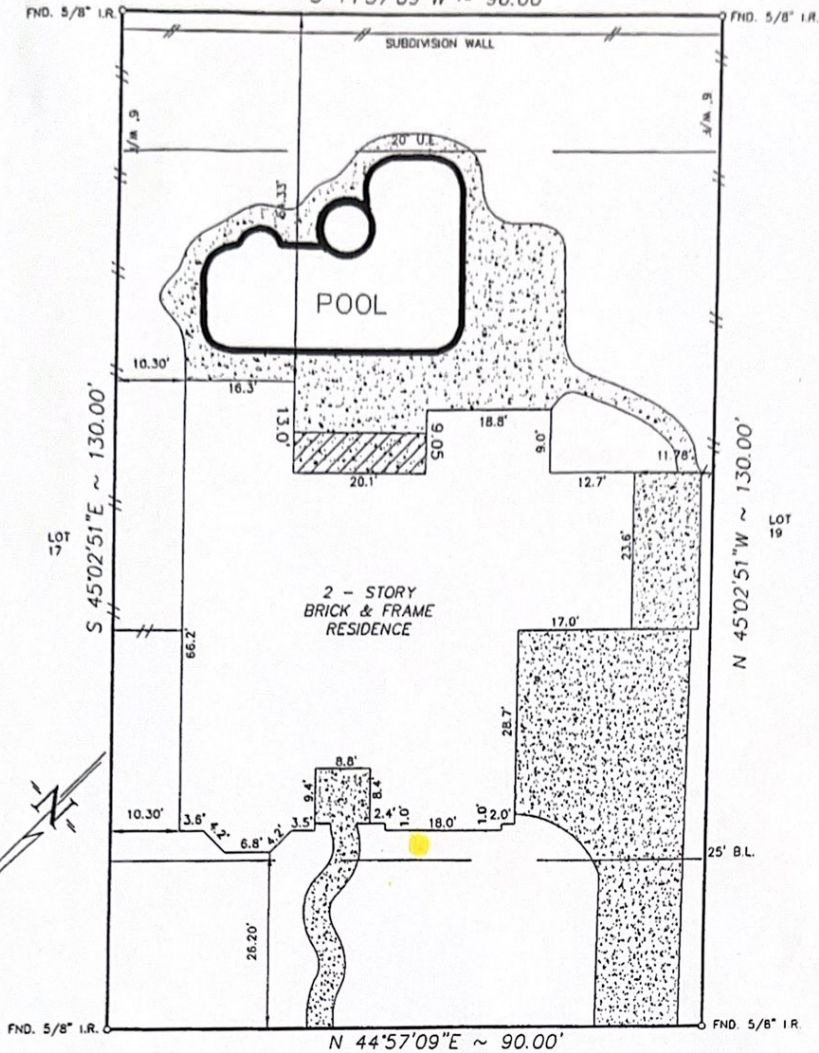 FND. 5/8" I.R.
FND. 5/8" I.R.
SUBDIVISION WALL
6' W/F
6' W/F
20' U.E.
POOL
10.30'
16.3'
13.0'
9.05
18.8'
9.0'
20.1'
12.7'
11.78'
S 45°02'51"E ~ 130.00'
N 45°02'51"W ~ 130.00'
LOT
17
LOT
19
23.6'
2 - STORY
BRICK & FRAME
RESIDENCE
17.0'
66.2'
28.7'
N
8.8'
9.4'
8.4'
10.30'
3.6'
4.2'
6.8'
4.2'
3.5'
2.4'
1.0'
18.0'
1.0'
2.0'
25' B.L.
26.20'
FND. 5/8" I.R.
FND. 5/8" I.R.
N 44°57'09"E ~ 90.00'